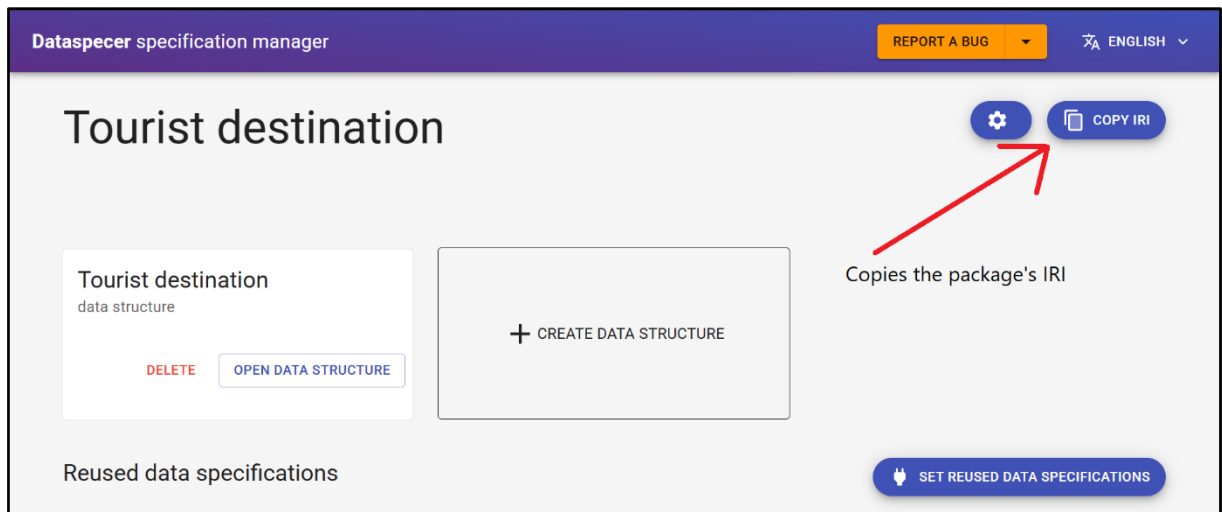 Dataspecer specification manager
REPORT A BUG
ENGLISH
Tourist destination
COPY IRI
Tourist destination
data structure
DELETE
OPEN DATA STRUCTURE
CREATE DATA STRUCTURE
Copies the package's IRI
Reused data specifications
SET REUSED DATA SPECIFICATIONS